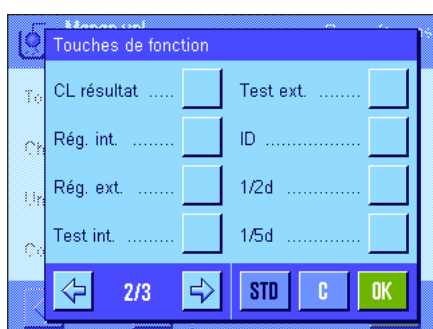 Touches de fonction
CL résultat ..... Test ext. ........
Rég. int. ........ ID ..................
Rég. ext. ....... 1/2d ..............
Test int. ......... 1/5d ..............
2/3 STD C OK